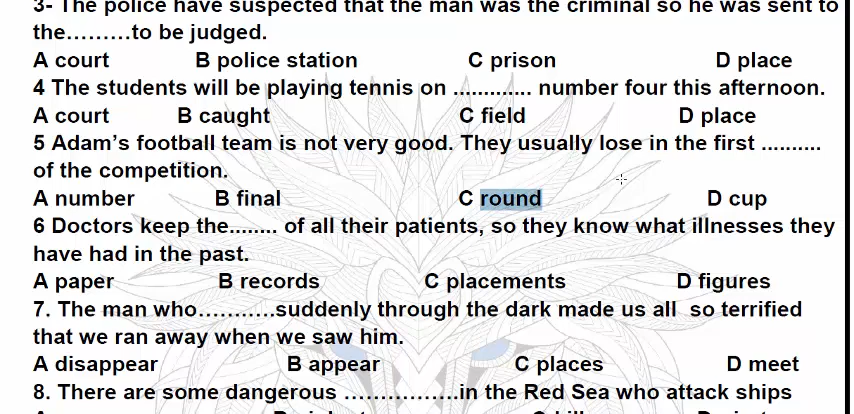 3- The police have suspected that the man was the criminal so he was sent to
the.........to be judged.
A court B police station C prison D place
4 The students will be playing tennis on ............. number four this afternoon.
A court B caught C field D place
5 Adam's football team is not very good. They usually lose in the first ..........
of the competition.
A number B final C round D cup
6 Doctors keep the........ of all their patients, so they know what illnesses they
have had in the past.
A paper B records C placements D figures
7. The man who...........suddenly through the dark made us all so terrified
that we ran away when we saw him.
A disappear B appear C places D meet
8. There are some dangerous .................in the Red Sea who attack ships